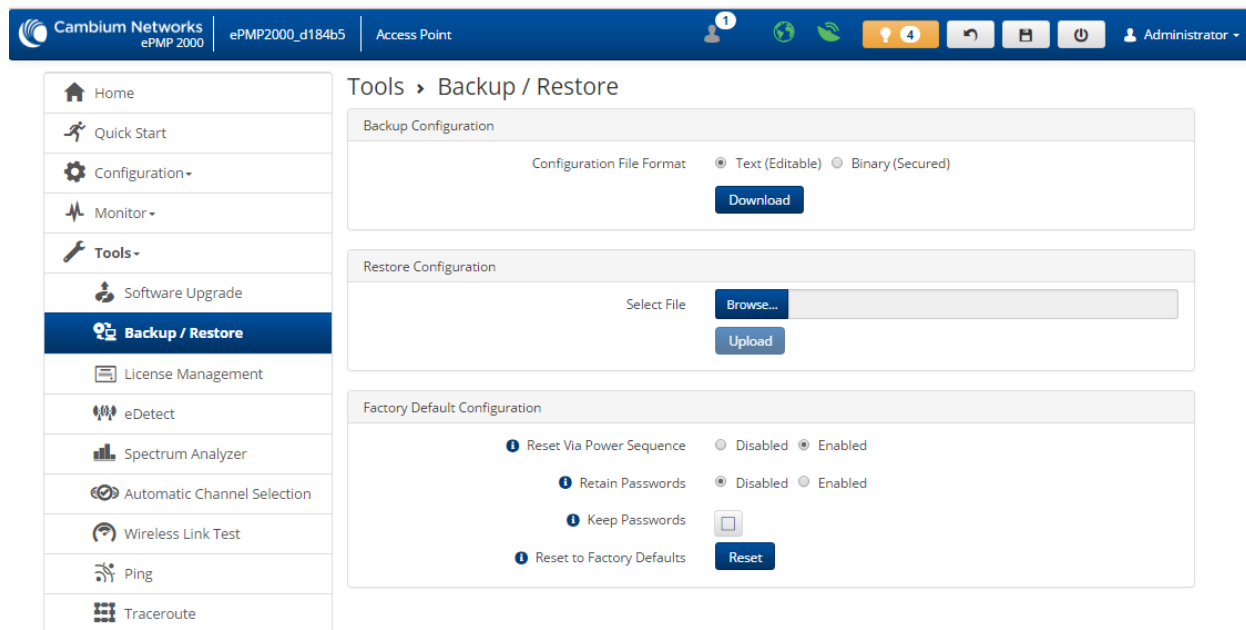 Cambium Networks
ePMP 2000
ePMP2000_d184b5
Access Point
1
4
Administrator
Home
Quick Start
Configuration
Monitor
Tools
Software Upgrade
Backup / Restore
License Management
eDetect
Spectrum Analyzer
Automatic Channel Selection
Wireless Link Test
Ping
Traceroute
Tools › Backup / Restore
Backup Configuration
Configuration File Format Text (Editable) Binary (Secured)
Download
Restore Configuration
Select File Browse...
Upload
Factory Default Configuration
Reset Via Power Sequence Disabled Enabled
Retain Passwords Disabled Enabled
Keep Passwords
Reset to Factory Defaults Reset